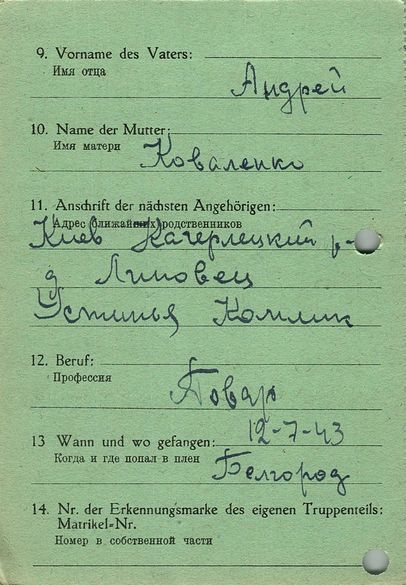 9. Vorname des Vaters:
Имя отца
Андрей
10. Name der Mutter:
Имя матери
Коваленко
11. Anschrift der nächsten Angehörigen:
Адрес ближайших родственников
Киев Кагерлецкий р-
д Липовец
Устинья Комлик
12. Beruf:
Профессия
Повар
12-7-43
13 Wann und wo gefangen:
Когда и где попал в плен
Белгород
14. Nr. der Erkennungsmarke des eigenen Truppenteils:
Matrikel-Nr.
Номер в собственной части